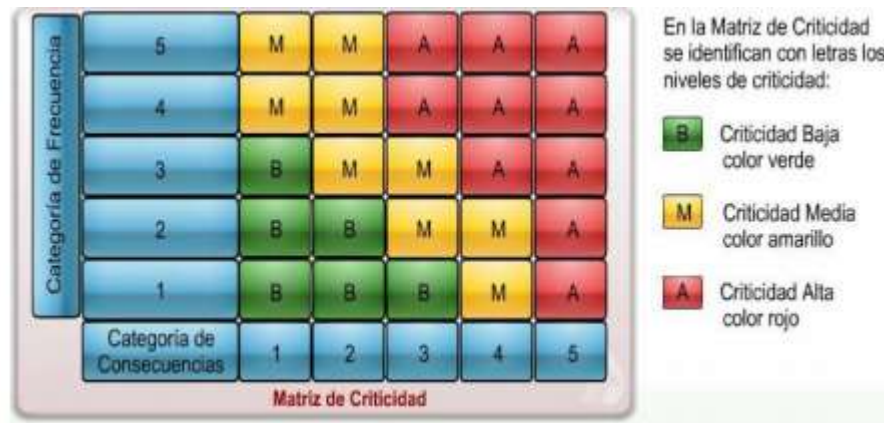 Categoría de Frecuencia
5 M M A A A
4 M M A A A
3 B M M A A
2 B B M M A
1 B B B M A
Categoría de
Consecuencias
1 2 3 4 5
Matriz de Criticidad
En la Matriz de Criticidad
se identifican con letras los
niveles de criticidad:
B Criticidad Baja
color verde
M Criticidad Media
color amarillo
A Criticidad Alta
color rojo